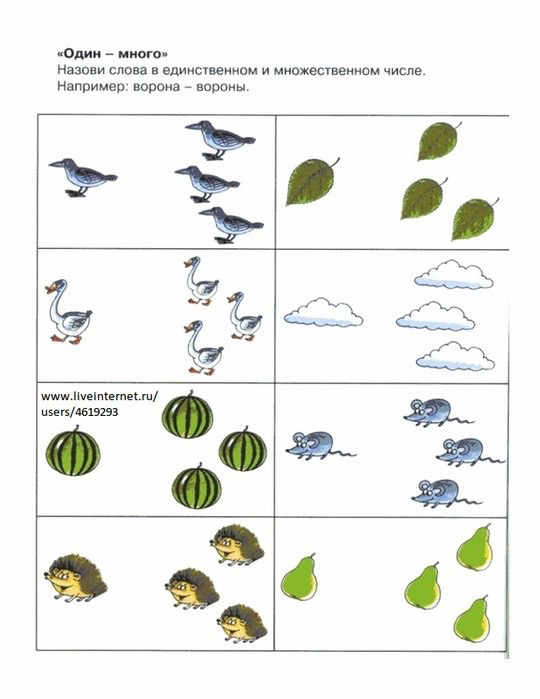 «Один – много»
Назови слова в единственном и множественном числе.
Например: ворона – вороны.
www.liveinternet.ru/
users/4619293